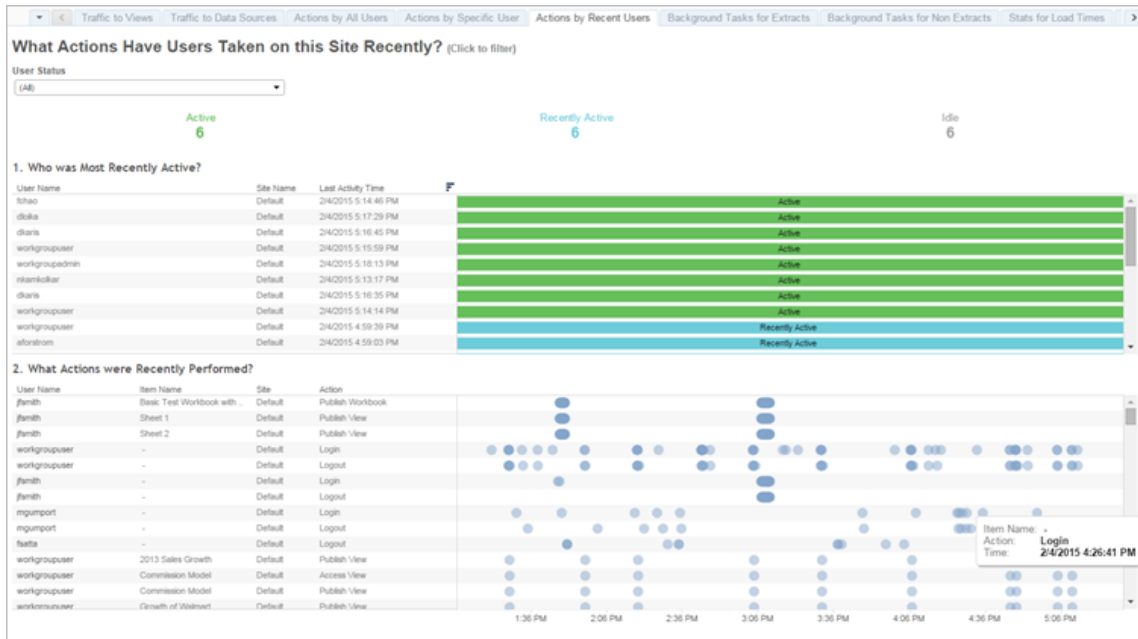 Traffic to Views Traffic to Data Sources Actions by All Users Actions by Specific User Actions by Recent Users Background Tasks for Extracts Background Tasks for Non Extracts Stats for Load Times
What Actions Have Users Taken on this Site Recently? (Click to filter)
User Status
(All)
Active Recently Active Idle
6 6 6
1. Who was Most Recently Active?
User Name Site Name Last Activity Time
fchao Default 2/4/2015 5:14:46 PM Active
dloika Default 2/4/2015 5:17:29 PM Active
dkaris Default 2/4/2015 5:16:45 PM Active
workgroupuser Default 2/4/2015 5:15:59 PM Active
workgroupadmin Default 2/4/2015 5:18:13 PM Active
nkamkolkar Default 2/4/2015 5:13:17 PM Active
dkaris Default 2/4/2015 5:16:35 PM Active
workgroupuser Default 2/4/2015 5:14:14 PM Active
workgroupuser Default 2/4/2015 4:59:39 PM Recently Active
aforstrom Default 2/4/2015 4:59:03 PM Recently Active
2. What Actions were Recently Performed?
User Name Item Name Site Action
jfsmith Basic Test Workbook with .. Default Publish Workbook
jfsmith Sheet 1 Default Publish View
jfsmith Sheet 2 Default Publish View
workgroupuser - Default Login
workgroupuser - Default Logout
jfsmith - Default Login
jfsmith - Default Logout
mgumport - Default Login
mgumport - Default Logout
fsatta - Default Logout
Item Name: -
Action: Login
Time: 2/4/2015 4:26:41 PM
workgroupuser 2013 Sales Growth Default Publish View
workgroupuser Commission Model Default Access View
workgroupuser Commission Model Default Publish View
workgroupuser Growth of Walmart Default Publish View
1:36 PM 2:06 PM 2:36 PM 3:06 PM 3:36 PM 4:06 PM 4:36 PM 5:06 PM